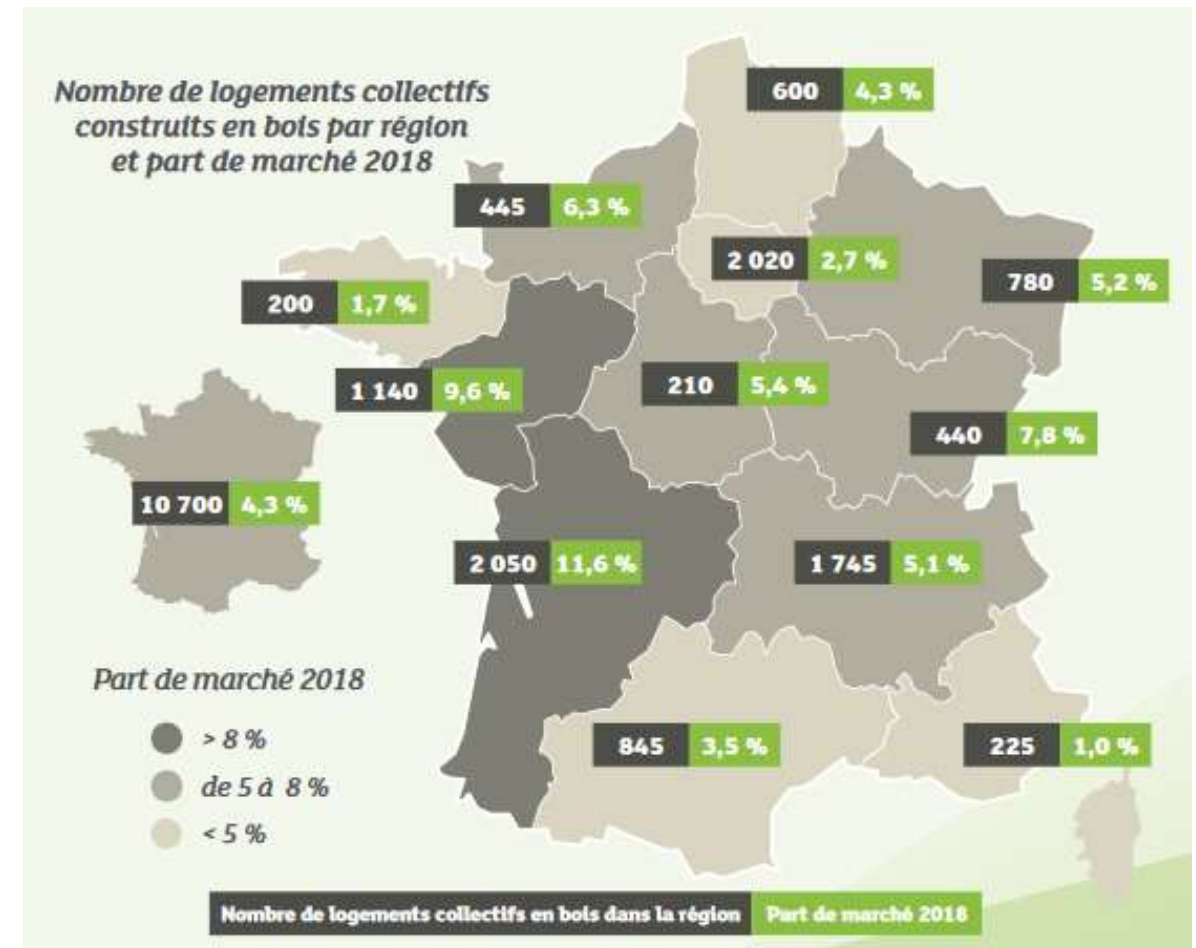 Nombre de logements collectifs
construits en bois par région
et part de marché 2018
600 4,3 %
445 6,3 %
2 020 2,7 %
780 5,2 %
200 1,7 %
1 140 9,6 %
210 5,4 %
440 7,8 %
10 700 4,3 %
2 050 11,6 %
1 745 5,1 %
Part de marché 2018
> 8 %
de 5 à 8 %
< 5 %
845 3,5 %
225 1,0 %
Nombre de logements collectifs en bois dans la région Part de marché 2018